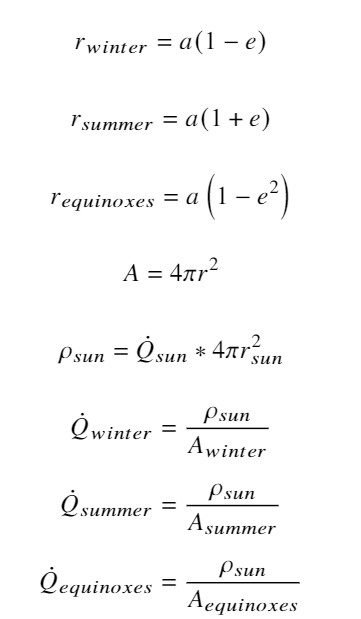 r_winter = a(1 − e)
r_summer = a(1 + e)
r_equinoxes = a (1 − e²)
A = 4πr²
ρ_sun = Q̇_sun * 4πr²_sun
Q̇_winter = ρ_sun / A_winter
Q̇_summer = ρ_sun / A_summer
Q̇_equinoxes = ρ_sun / A_equinoxes